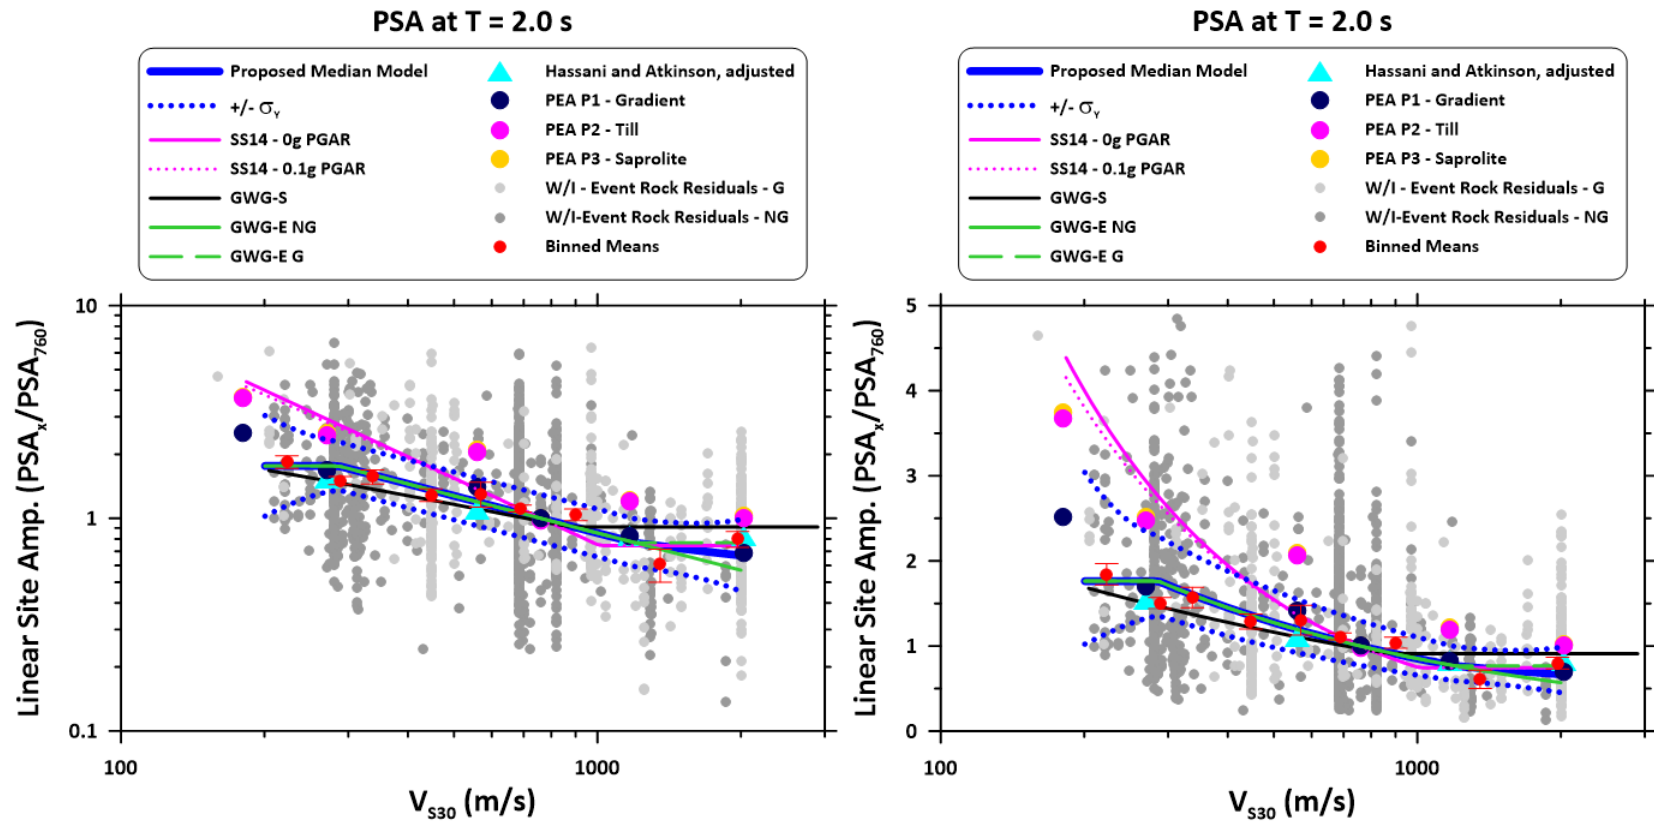 PSA at T = 2.0 s
Proposed Median Model
+/- σY
SS14 - 0g PGAR
SS14 - 0.1g PGAR
GWG-S
GWG-E NG
GWG-E G
Hassani and Atkinson, adjusted
PEA P1 - Gradient
PEA P2 - Till
PEA P3 - Saprolite
W/I - Event Rock Residuals - G
W/I-Event Rock Residuals - NG
Binned Means
Linear Site Amp. (PSAx/PSA760)
10
1
0.1
100
1000
VS30 (m/s)
PSA at T = 2.0 s
Proposed Median Model
+/- σY
SS14 - 0g PGAR
SS14 - 0.1g PGAR
GWG-S
GWG-E NG
GWG-E G
Hassani and Atkinson, adjusted
PEA P1 - Gradient
PEA P2 - Till
PEA P3 - Saprolite
W/I - Event Rock Residuals - G
W/I-Event Rock Residuals - NG
Binned Means
Linear Site Amp. (PSAx/PSA760)
5
4
3
2
1
0
100
1000
VS30 (m/s)